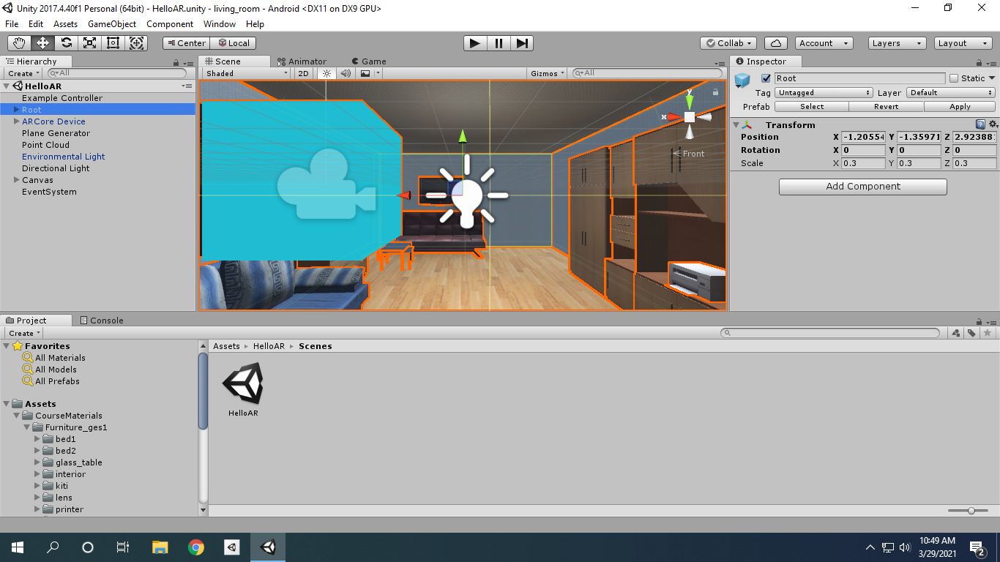 Unity 2017.4.40f1 Personal (64bit) - HelloAR.unity - living_room - Android <DX11 on DX9 GPU>
File Edit Assets GameObject Component Window Help
Center Local Collab Account Layers Layout
Hierarchy
Create All
HelloAR
Example Controller
Root
ARCore Device
Plane Generator
Point Cloud
Environmental Light
Directional Light
Canvas
EventSystem
Scene Animator Game
Shaded 2D Gizmos All
y
x
Front
Inspector
Root Static
Tag Untagged Layer Default
Prefab Select Revert Apply
Transform
Position X -1.20554 Y -1.35971 Z 2.92388
Rotation X 0 Y 0 Z 0
Scale X 0.3 Y 0.3 Z 0.3
Add Component
Project Console
Create
Favorites
All Materials
All Models
All Prefabs
Assets
CourseMaterials
Furniture_ges1
bed1
bed2
glass_table
interior
kiti
lens
printer
Assets HelloAR Scenes
HelloAR
10:49 AM
3/29/2021
2